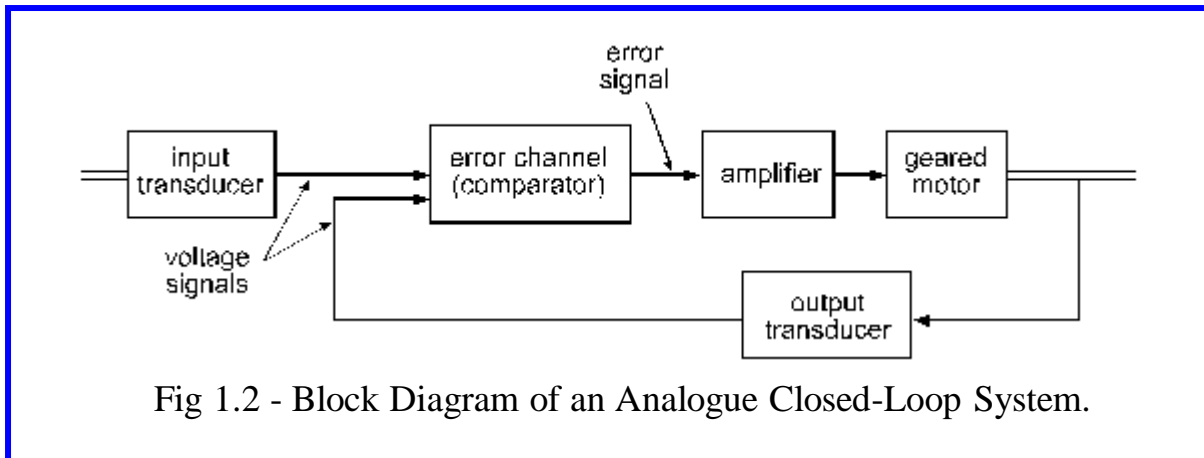 error
signal
input
transducer
error channel
(comparator)
amplifier
geared
motor
voltage
signals
output
transducer
Fig 1.2 - Block Diagram of an Analogue Closed-Loop System.